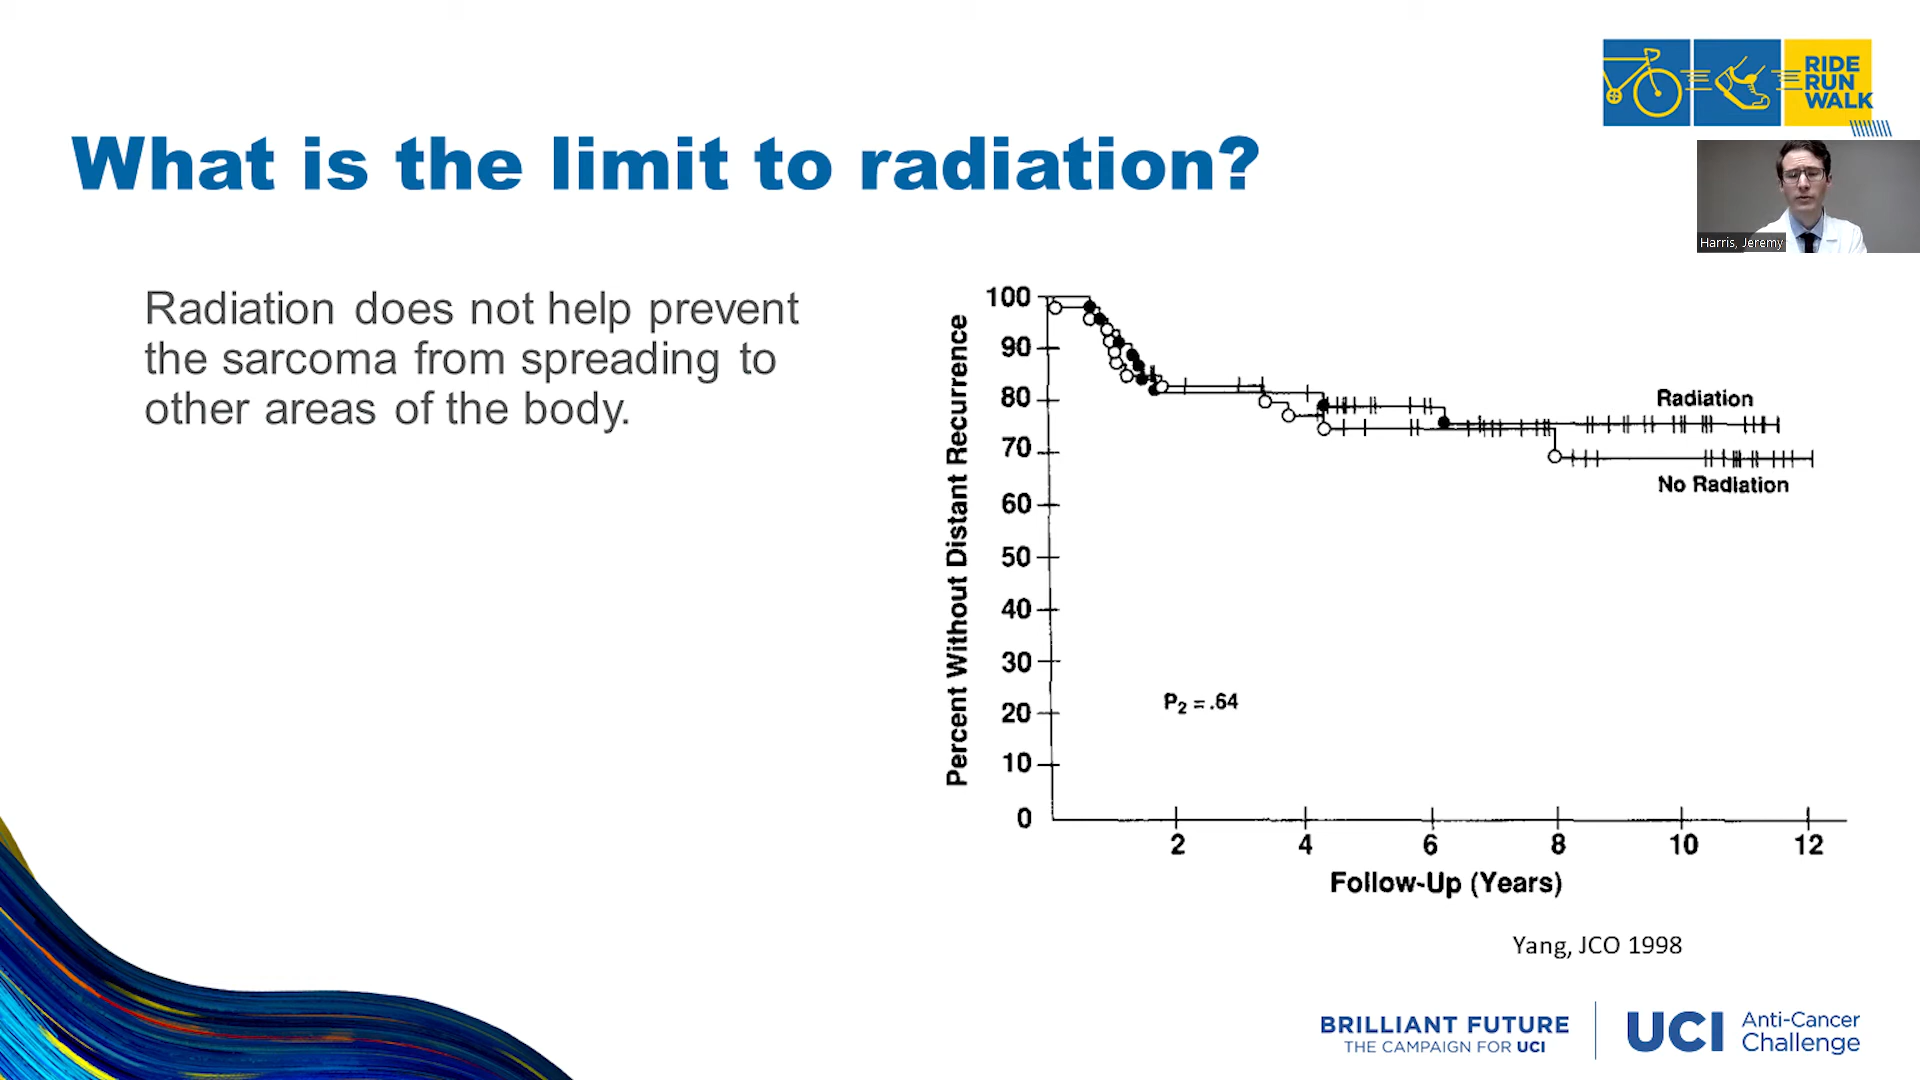 RIDE
RUN
WALK
What is the limit to radiation?
Harris, Jeremy
Radiation does not help prevent
the sarcoma from spreading to
other areas of the body.
Percent Without Distant Recurrence
100
90
80
70
60
50
40
30
20
10
0
Radiation
No Radiation
P2 = .64
2 4 6 8 10 12
Follow-Up (Years)
Yang, JCO 1998
BRILLIANT FUTURE
THE CAMPAIGN FOR UCI
UCI
Anti-Cancer
Challenge